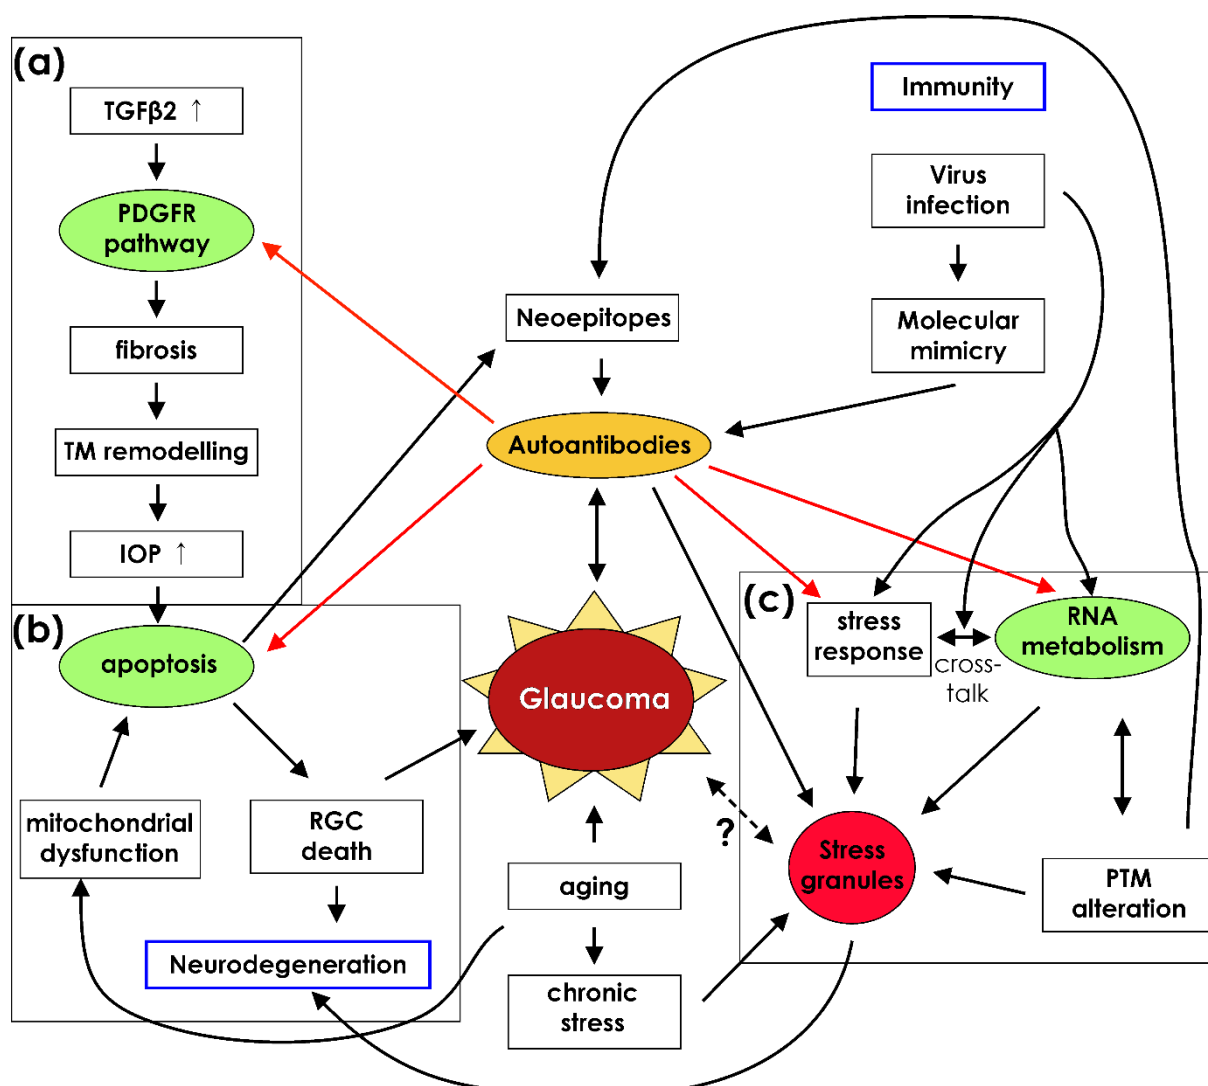 (a)
TGFβ2 ↑
PDGFR
pathway
fibrosis
TM remodelling
IOP ↑
(b)
apoptosis
mitochondrial
dysfunction
RGC
death
Neurodegeneration
Neoepitopes
Autoantibodies
Glaucoma
aging
chronic
stress
?
Immunity
Virus
infection
Molecular
mimicry
(c)
stress
response
cross-
talk
RNA
metabolism
Stress
granules
PTM
alteration